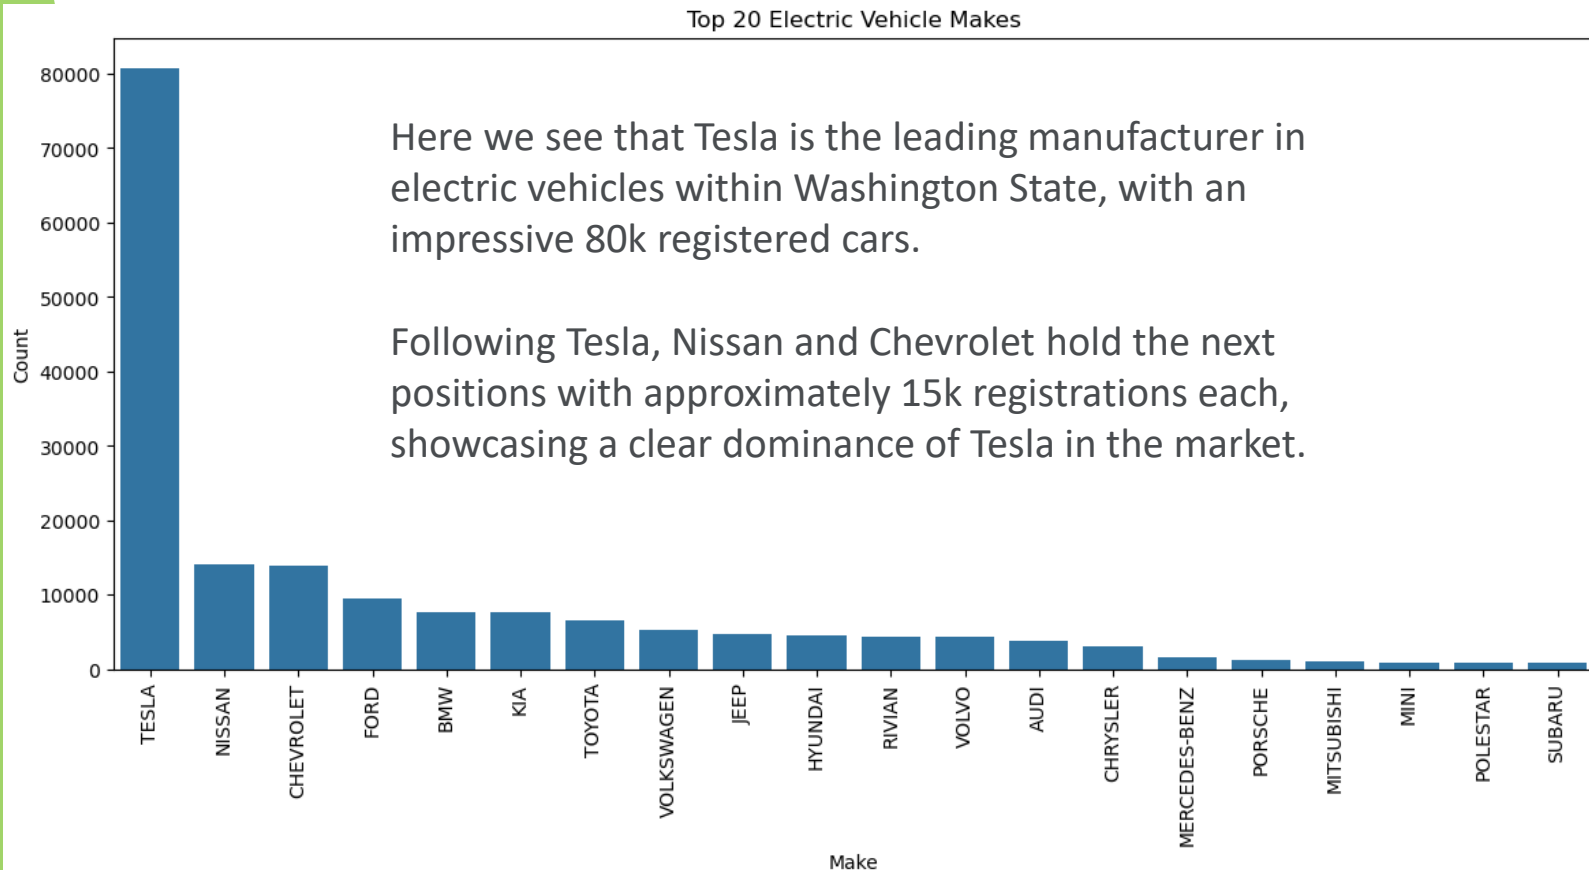 Top 20 Electric Vehicle Makes
80000
70000
60000
50000
40000
30000
20000
10000
0
Count
Here we see that Tesla is the leading manufacturer in
electric vehicles within Washington State, with an
impressive 80k registered cars.
Following Tesla, Nissan and Chevrolet hold the next
positions with approximately 15k registrations each,
showcasing a clear dominance of Tesla in the market.
TESLA
NISSAN
CHEVROLET
FORD
BMW
KIA
TOYOTA
VOLKSWAGEN
JEEP
HYUNDAI
RIVIAN
VOLVO
AUDI
CHRYSLER
MERCEDES-BENZ
PORSCHE
MITSUBISHI
MINI
POLESTAR
SUBARU
Make